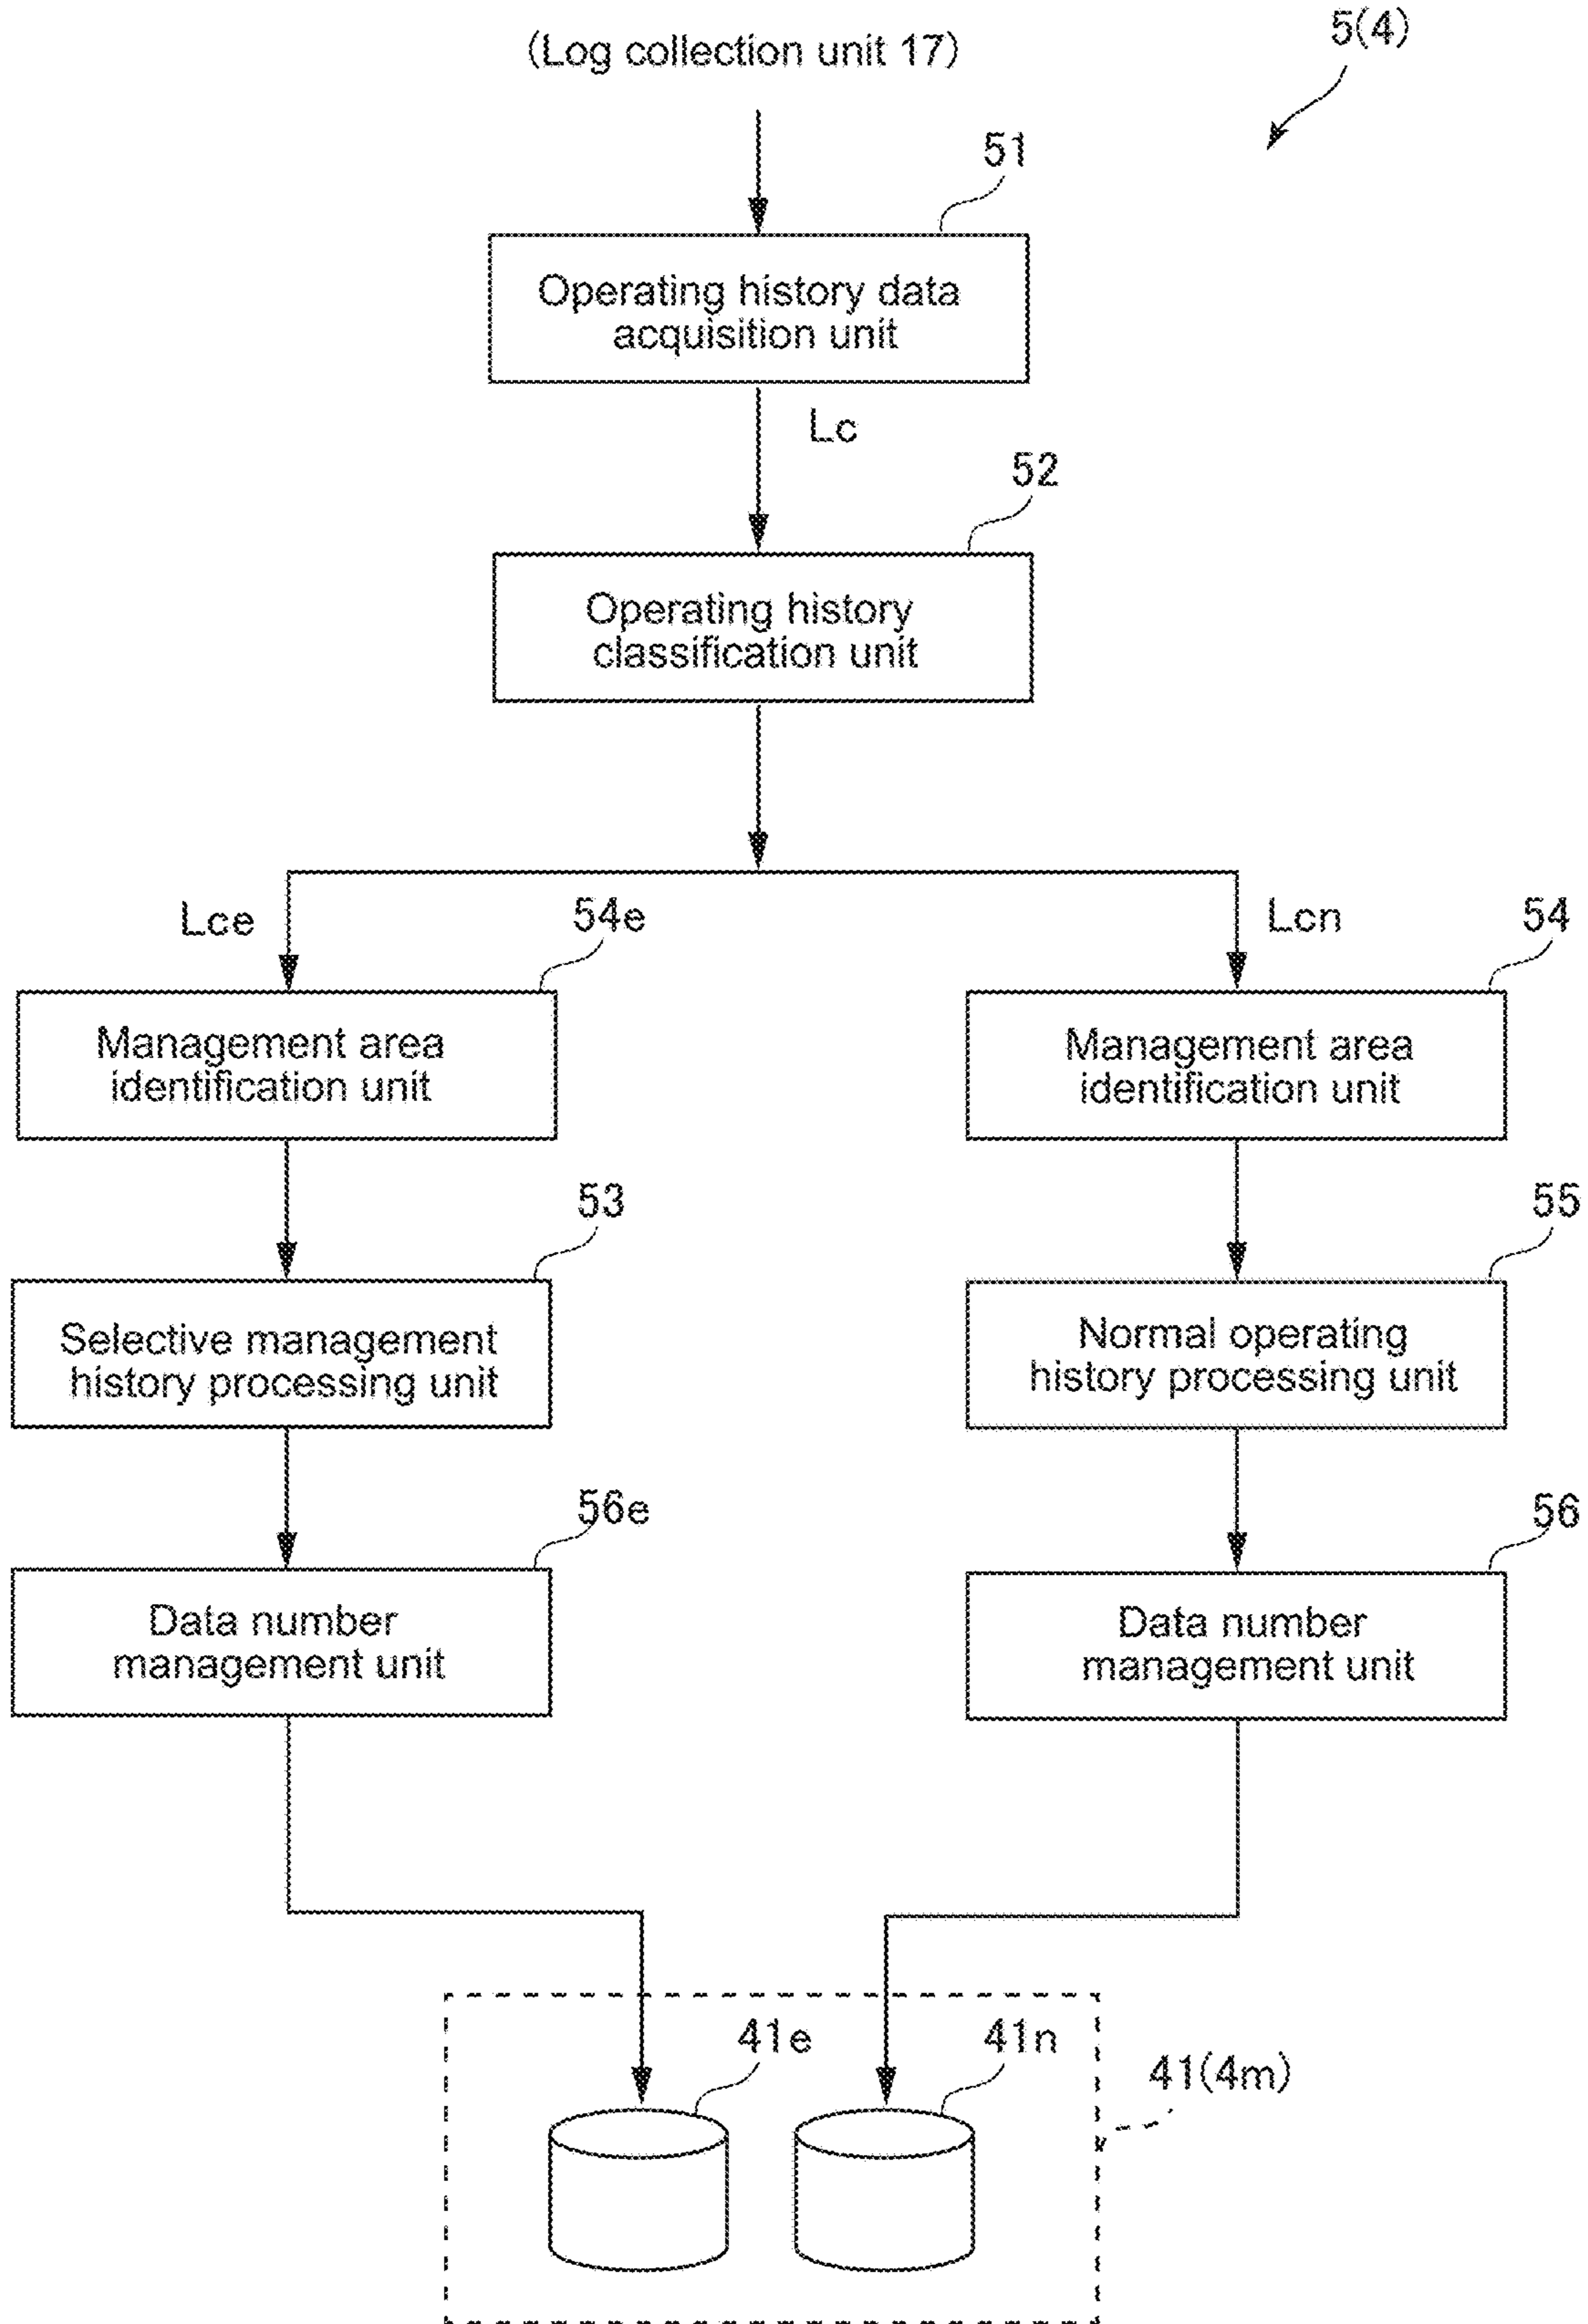 (Log collection unit 17)
5(4)
51
Operating history data
acquisition unit
Lc
52
Operating history
classification unit
Lce
54e
Lcn
54
Management area
identification unit
Management area
identification unit
53
55
Selective management
history processing unit
Normal operating
history processing unit
56e
56
Data number
management unit
Data number
management unit
41e
41n
41(4m)